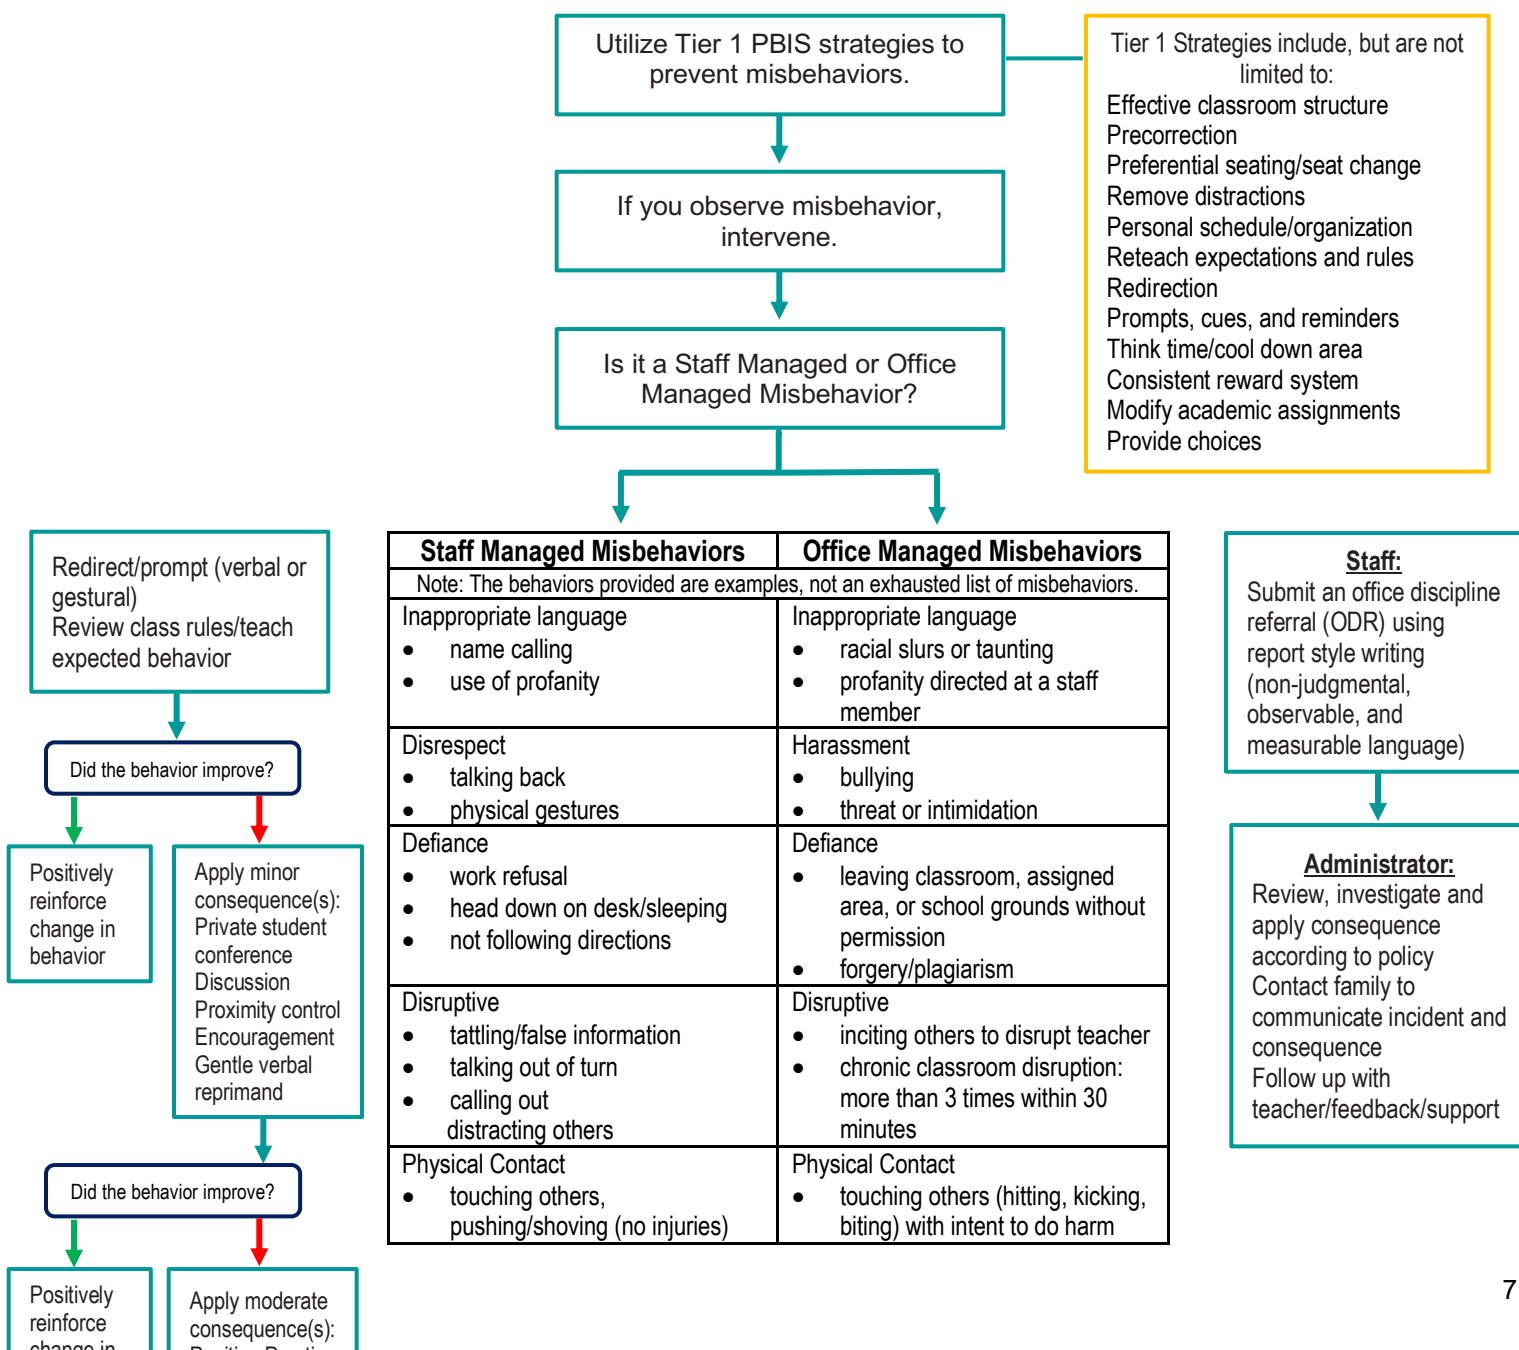 Utilize Tier 1 PBIS strategies to
prevent misbehaviors.
Tier 1 Strategies include, but are not
limited to:
Effective classroom structure
Precorrection
Preferential seating/seat change
Remove distractions
Personal schedule/organization
Reteach expectations and rules
Redirection
Prompts, cues, and reminders
Think time/cool down area
Consistent reward system
Modify academic assignments
Provide choices
If you observe misbehavior,
intervene.
Is it a Staff Managed or Office
Managed Misbehavior?
Redirect/prompt (verbal or
gestural)
Review class rules/teach
expected behavior
Did the behavior improve?
Positively
reinforce
change in
behavior
Apply minor
consequence(s):
Private student
conference
Discussion
Proximity control
Encouragement
Gentle verbal
reprimand
Did the behavior improve?
Positively
reinforce
change in
Apply moderate
consequence(s):
Staff Managed Misbehaviors
Office Managed Misbehaviors
Note: The behaviors provided are examples, not an exhausted list of misbehaviors.
Inappropriate language
• name calling
• use of profanity
Inappropriate language
• racial slurs or taunting
• profanity directed at a staff
member
Disrespect
• talking back
• physical gestures
Harassment
• bullying
• threat or intimidation
Defiance
• work refusal
• head down on desk/sleeping
• not following directions
Defiance
• leaving classroom, assigned
area, or school grounds without
permission
• forgery/plagiarism
Disruptive
• tattling/false information
• talking out of turn
• calling out
distracting others
Disruptive
• inciting others to disrupt teacher
• chronic classroom disruption:
more than 3 times within 30
minutes
Physical Contact
• touching others,
pushing/shoving (no injuries)
Physical Contact
• touching others (hitting, kicking,
biting) with intent to do harm
Staff:
Submit an office discipline
referral (ODR) using
report style writing
(non-judgmental,
observable, and
measurable language)
Administrator:
Review, investigate and
apply consequence
according to policy
Contact family to
communicate incident and
consequence
Follow up with
teacher/feedback/support
7